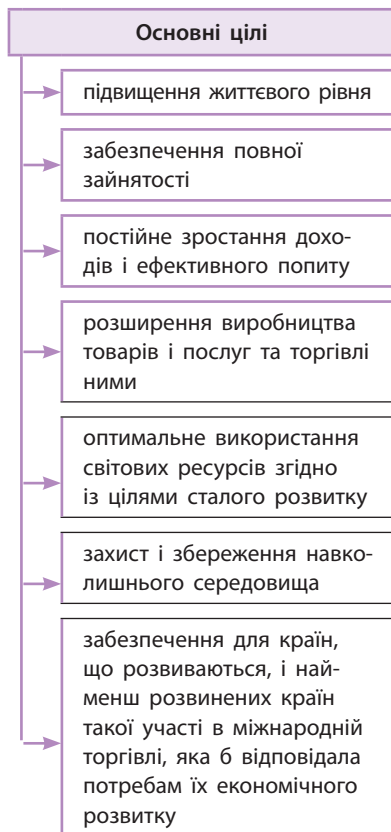 Основні цілі
підвищення життєвого рівня
забезпечення повної
зайнятості
постійне зростання дохо-
дів і ефективного попиту
розширення виробництва
товарів і послуг та торгівлі
ними
оптимальне використання
світових ресурсів згідно
із цілями сталого розвитку
захист і збереження навко-
лишнього середовища
забезпечення для країн,
що розвиваються, і най-
менш розвинених країн
такої участі в міжнародній
торгівлі, яка б відповідала
потребам їх економічного
розвитку